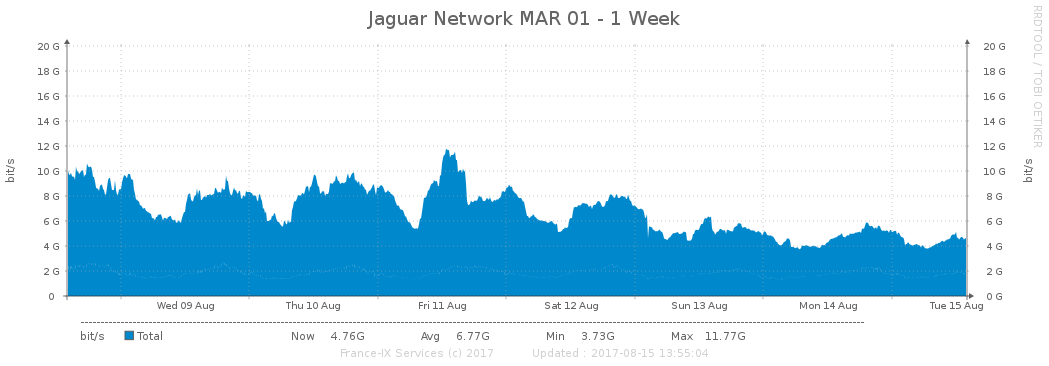 Jaguar Network MAR 01 - 1 Week
RRDTOOL / TOBI OETIKER
bit/s
bit/s
20 G 20 G
18 G 18 G
16 G 16 G
14 G 14 G
12 G 12 G
10 G 10 G
8 G 8 G
6 G 6 G
4 G 4 G
2 G 2 G
0 0 G
Wed 09 Aug Thu 10 Aug Fri 11 Aug Sat 12 Aug Sun 13 Aug Mon 14 Aug Tue 15 Aug
bit/s Total Now 4.76G Avg 6.77G Min 3.73G Max 11.77G
France-IX Services (c) 2017 Updated : 2017-08-15 13:55:04